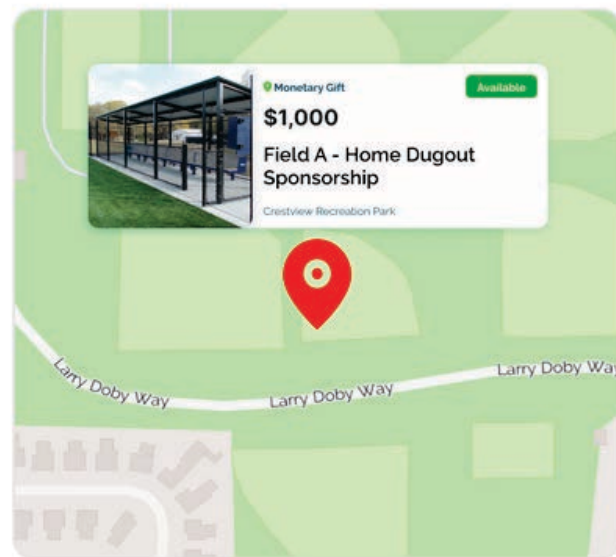 Monetary Gift
Available
$1,000
Field A - Home Dugout
Sponsorship
Crestview Recreation Park
Larry Doby Way
Larry Doby Way
Larry Doby Way